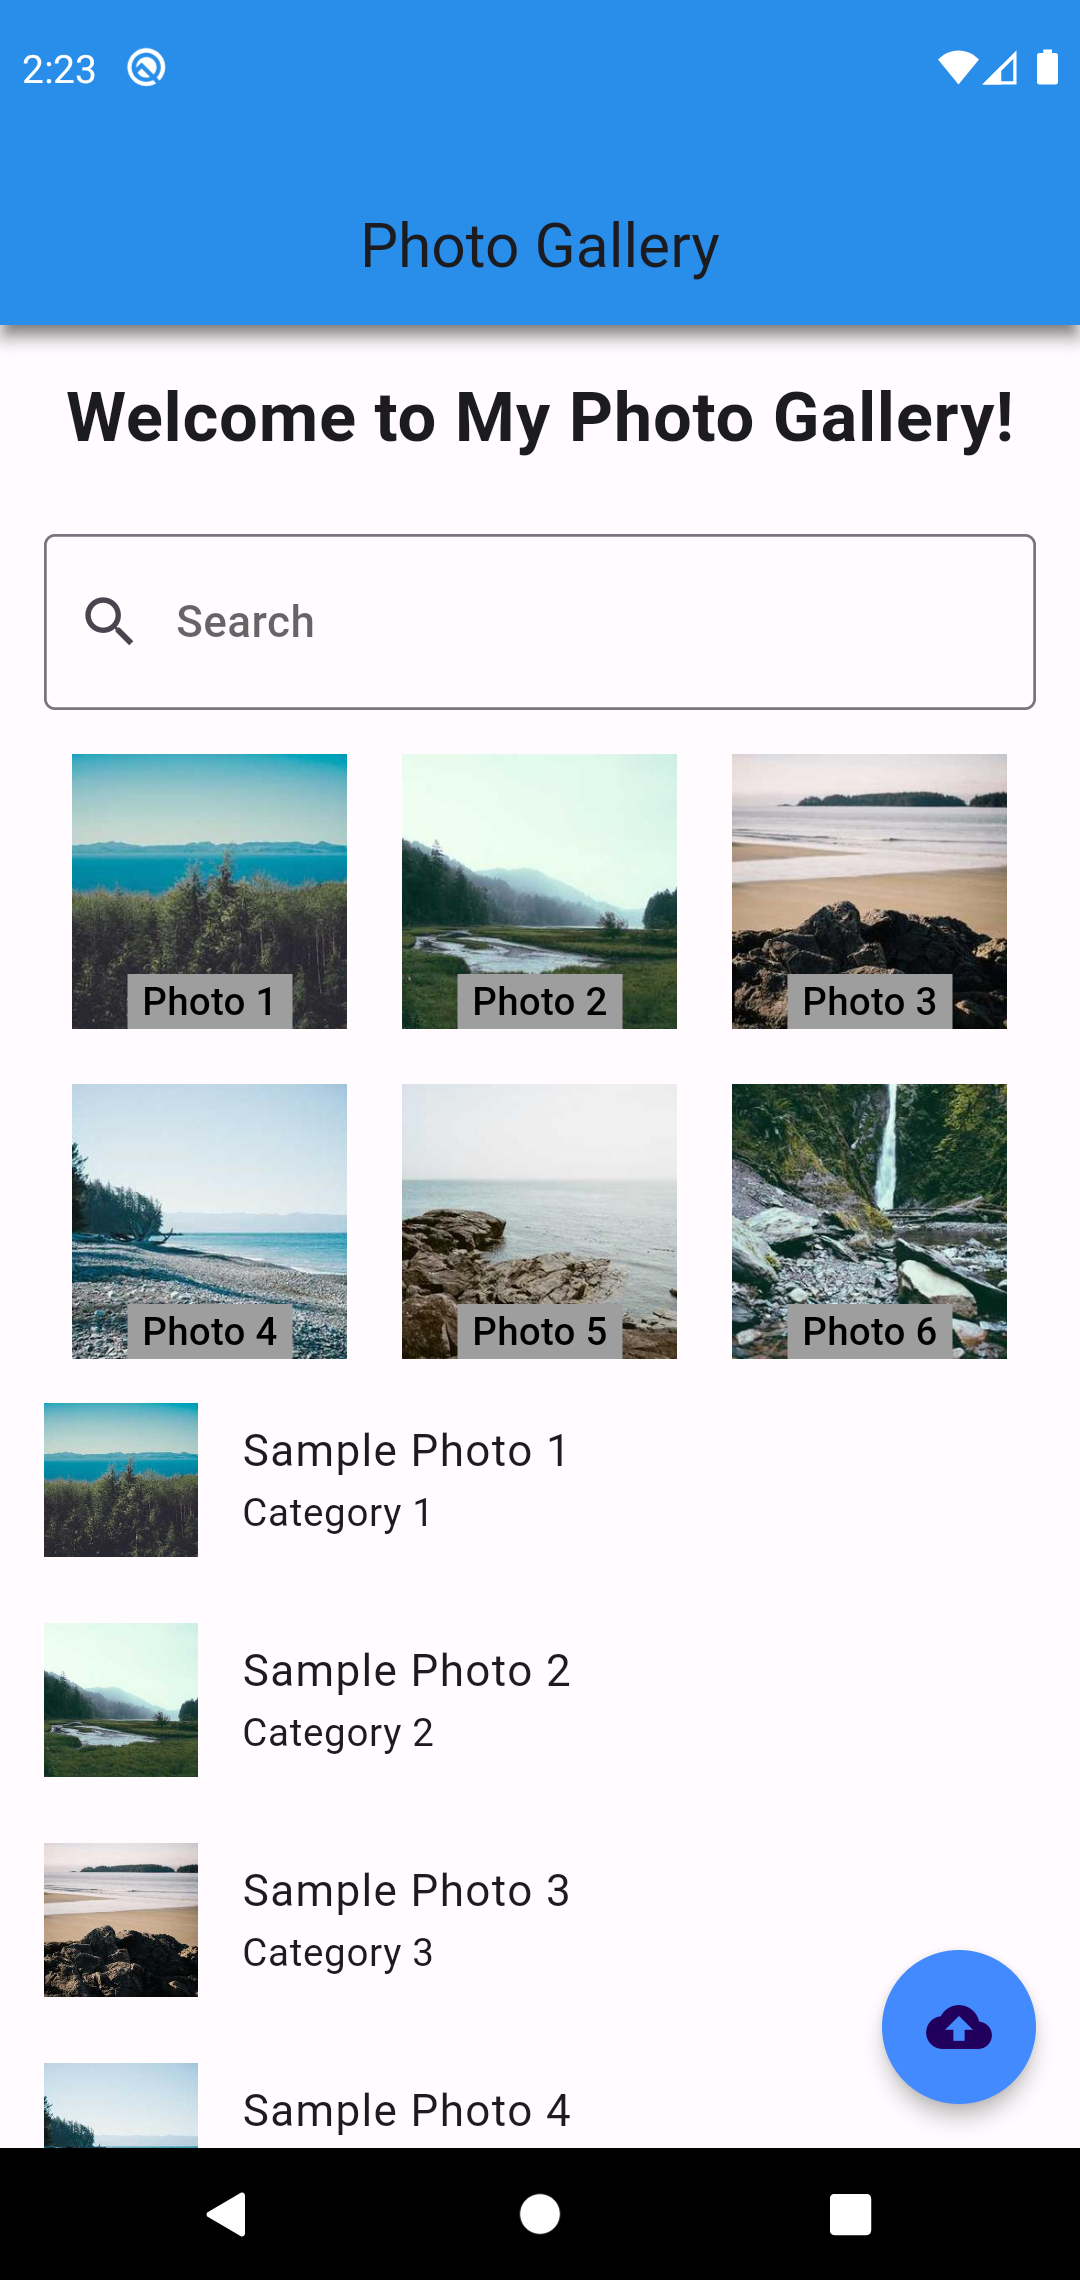 2:23
Photo Gallery
Welcome to My Photo Gallery!
Search
Photo 1
Photo 2
Photo 3
Photo 4
Photo 5
Photo 6
Sample Photo 1
Category 1
Sample Photo 2
Category 2
Sample Photo 3
Category 3
Sample Photo 4